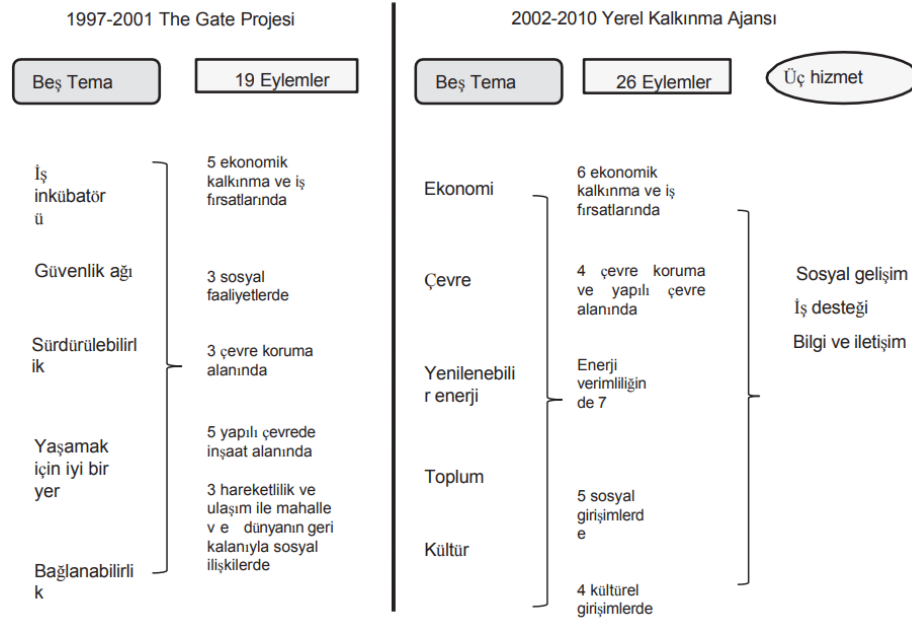 1997-2001 The Gate Projesi
Beş Tema
19 Eylemler
İş
inkübatör
ü
5 ekonomik
kalkınma ve iş
fırsatlarında
Güvenlik ağı
3 sosyal
faaliyetlerde
Sürdürülebilirl
ik
3 çevre koruma
alanında
Yaşamak
için iyi bir
yer
5 yapılı çevrede
inşaat alanında
Bağlanabilirli
k
3 hareketlilik ve
ulaşım ile mahalle
v e dünyanın geri
kalanıyla sosyal
ilişkilerde
2002-2010 Yerel Kalkınma Ajansı
Beş Tema
26 Eylemler
Üç hizmet
Ekonomi
6 ekonomik
kalkınma ve iş
fırsatlarında
Çevre
4 çevre koruma
ve yapılı çevre
alanında
Yenilenebili
r enerji
Enerji
verimliliğin
de 7
Toplum
5 sosyal
girişimlerd
e
Kültür
4 kültürel
girişimlerde
Sosyal gelişim
İş desteği
Bilgi ve iletişim